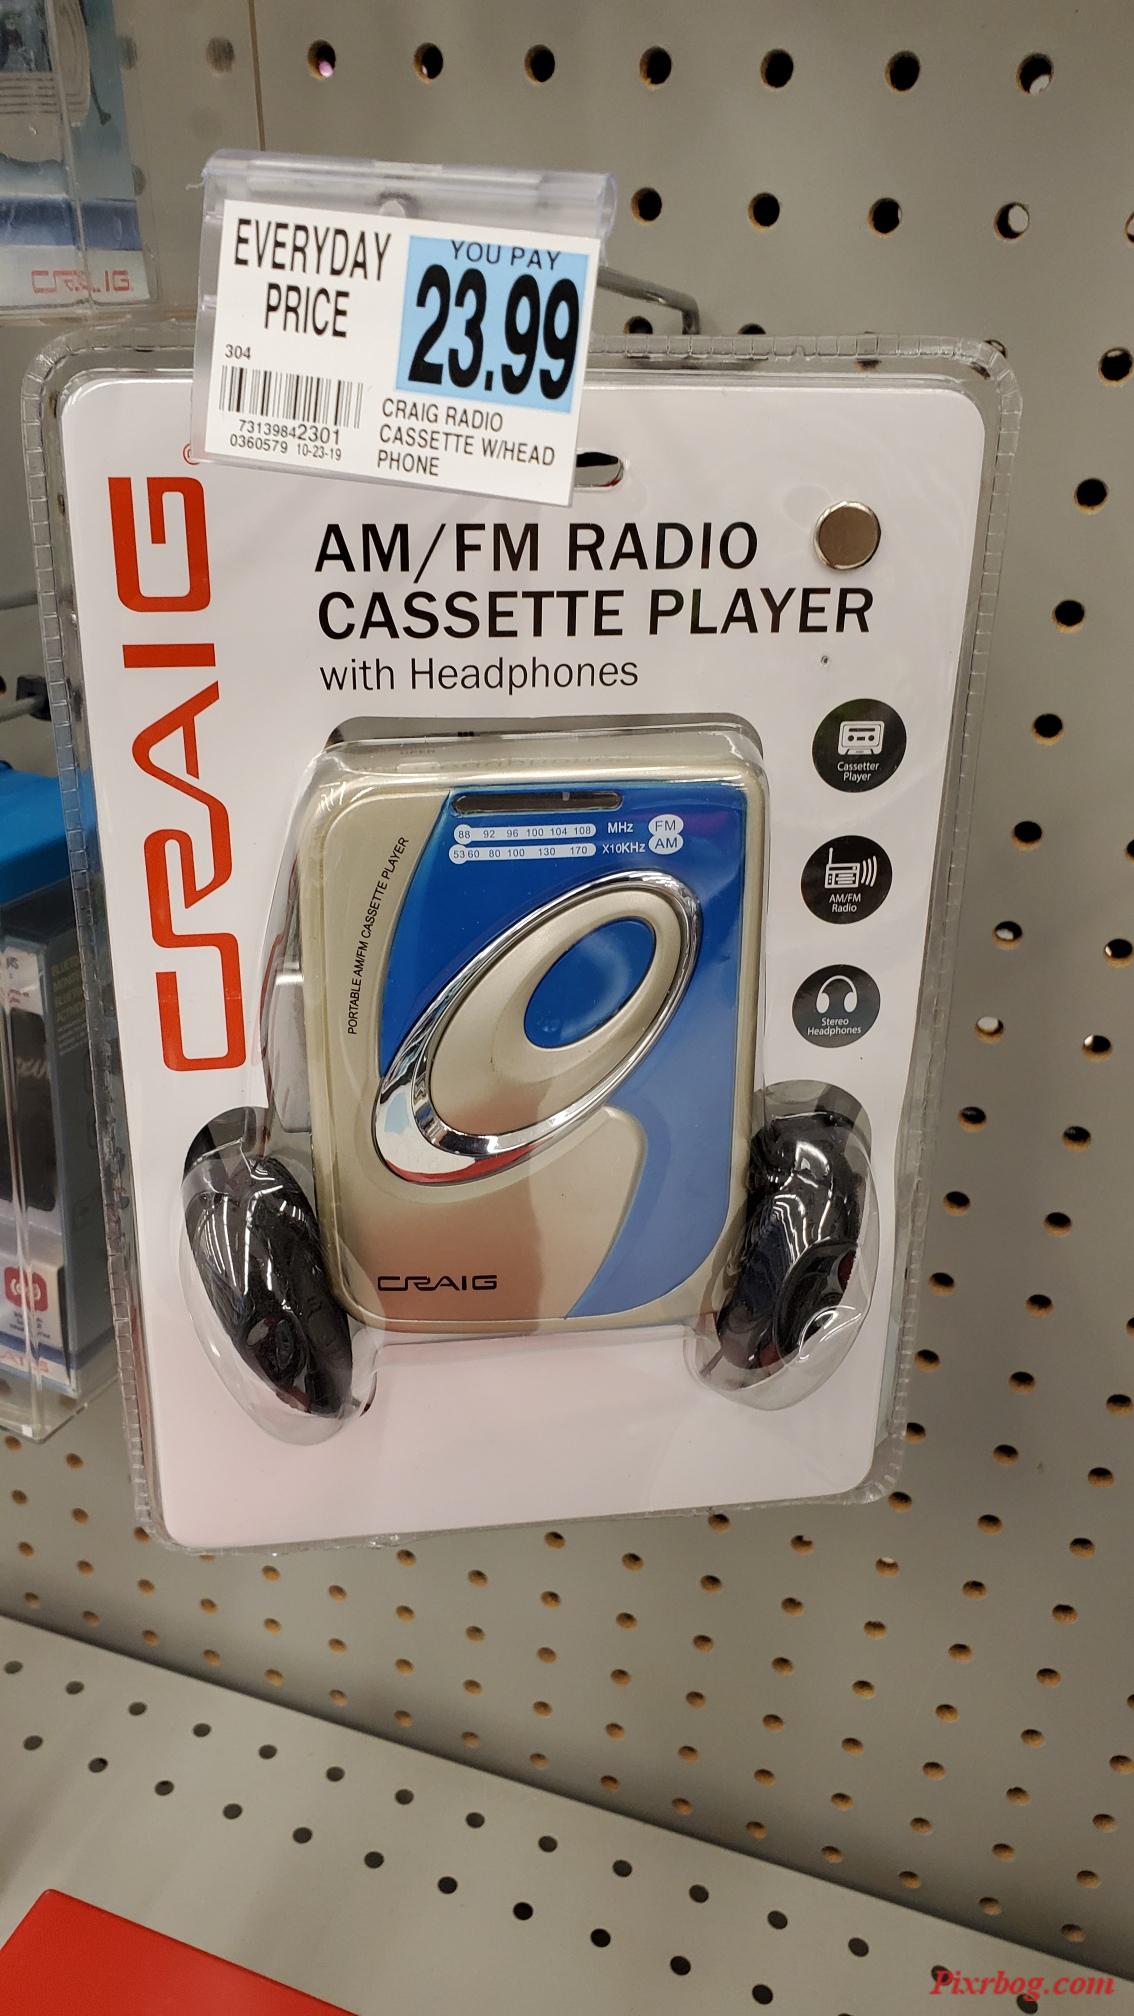 EVERYDAY
PRICE
YOU PAY
23.99
304
73139842301
0360579 10-23-19
CRAIG RADIO
CASSETTE W/HEAD
PHONE
CRAIG
CRAIG
AM/FM RADIO
CASSETTE PLAYER
with Headphones
Cassetter
Player
AM/FM
Radio
Stereo
Headphones
OPEN
88 92 96 100 104 108 MHz FM
53 60 80 100 130 170 X10KHz AM
PORTABLE AM/FM CASSETTE PLAYER
CRAIG
Pixrbog.com